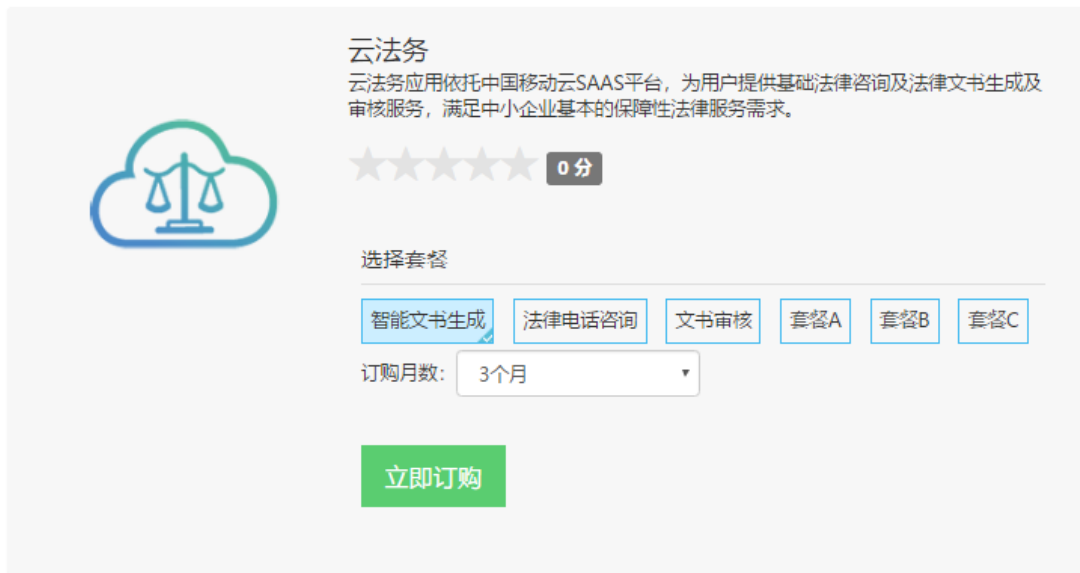 云法务
云法务应用依托中国移动云SAAS平台，为用户提供基础法律咨询及法律文书生成及
审核服务，满足中小企业基本的保障性法律服务需求。
0 分
选择套餐
智能文书生成 法律电话咨询 文书审核 套餐A 套餐B 套餐C
订购月数： 3个月
立即订购